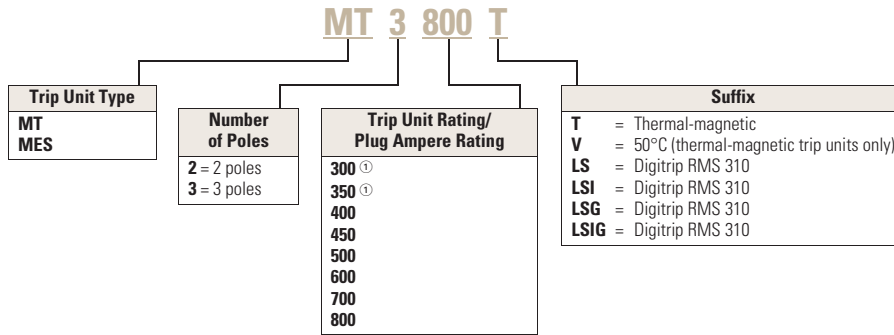 MT 3 800 T
Trip Unit Type
MT
MES
Number
of Poles
2 = 2 poles
3 = 3 poles
Trip Unit Rating/
Plug Ampere Rating
300 ①
350 ①
400
450
500
600
700
800
Suffix
T = Thermal-magnetic
V = 50°C (thermal-magnetic trip units only)
LS = Digitrip RMS 310
LSI = Digitrip RMS 310
LSG = Digitrip RMS 310
LSIG = Digitrip RMS 310